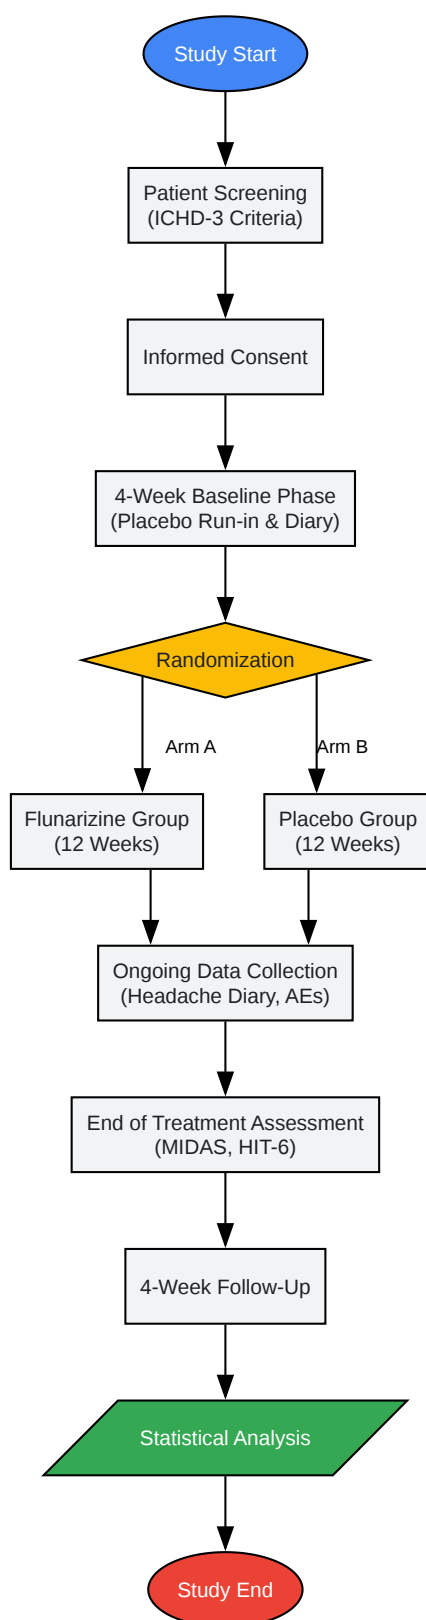 Study Start
Patient Screening
(ICHD-3 Criteria)
Informed Consent
4-Week Baseline Phase
(Placebo Run-in & Diary)
Randomization
Arm A
Arm B
Flunarizine Group
(12 Weeks)
Placebo Group
(12 Weeks)
Ongoing Data Collection
(Headache Diary, AEs)
End of Treatment Assessment
(MIDAS, HIT-6)
4-Week Follow-Up
Statistical Analysis
Study End